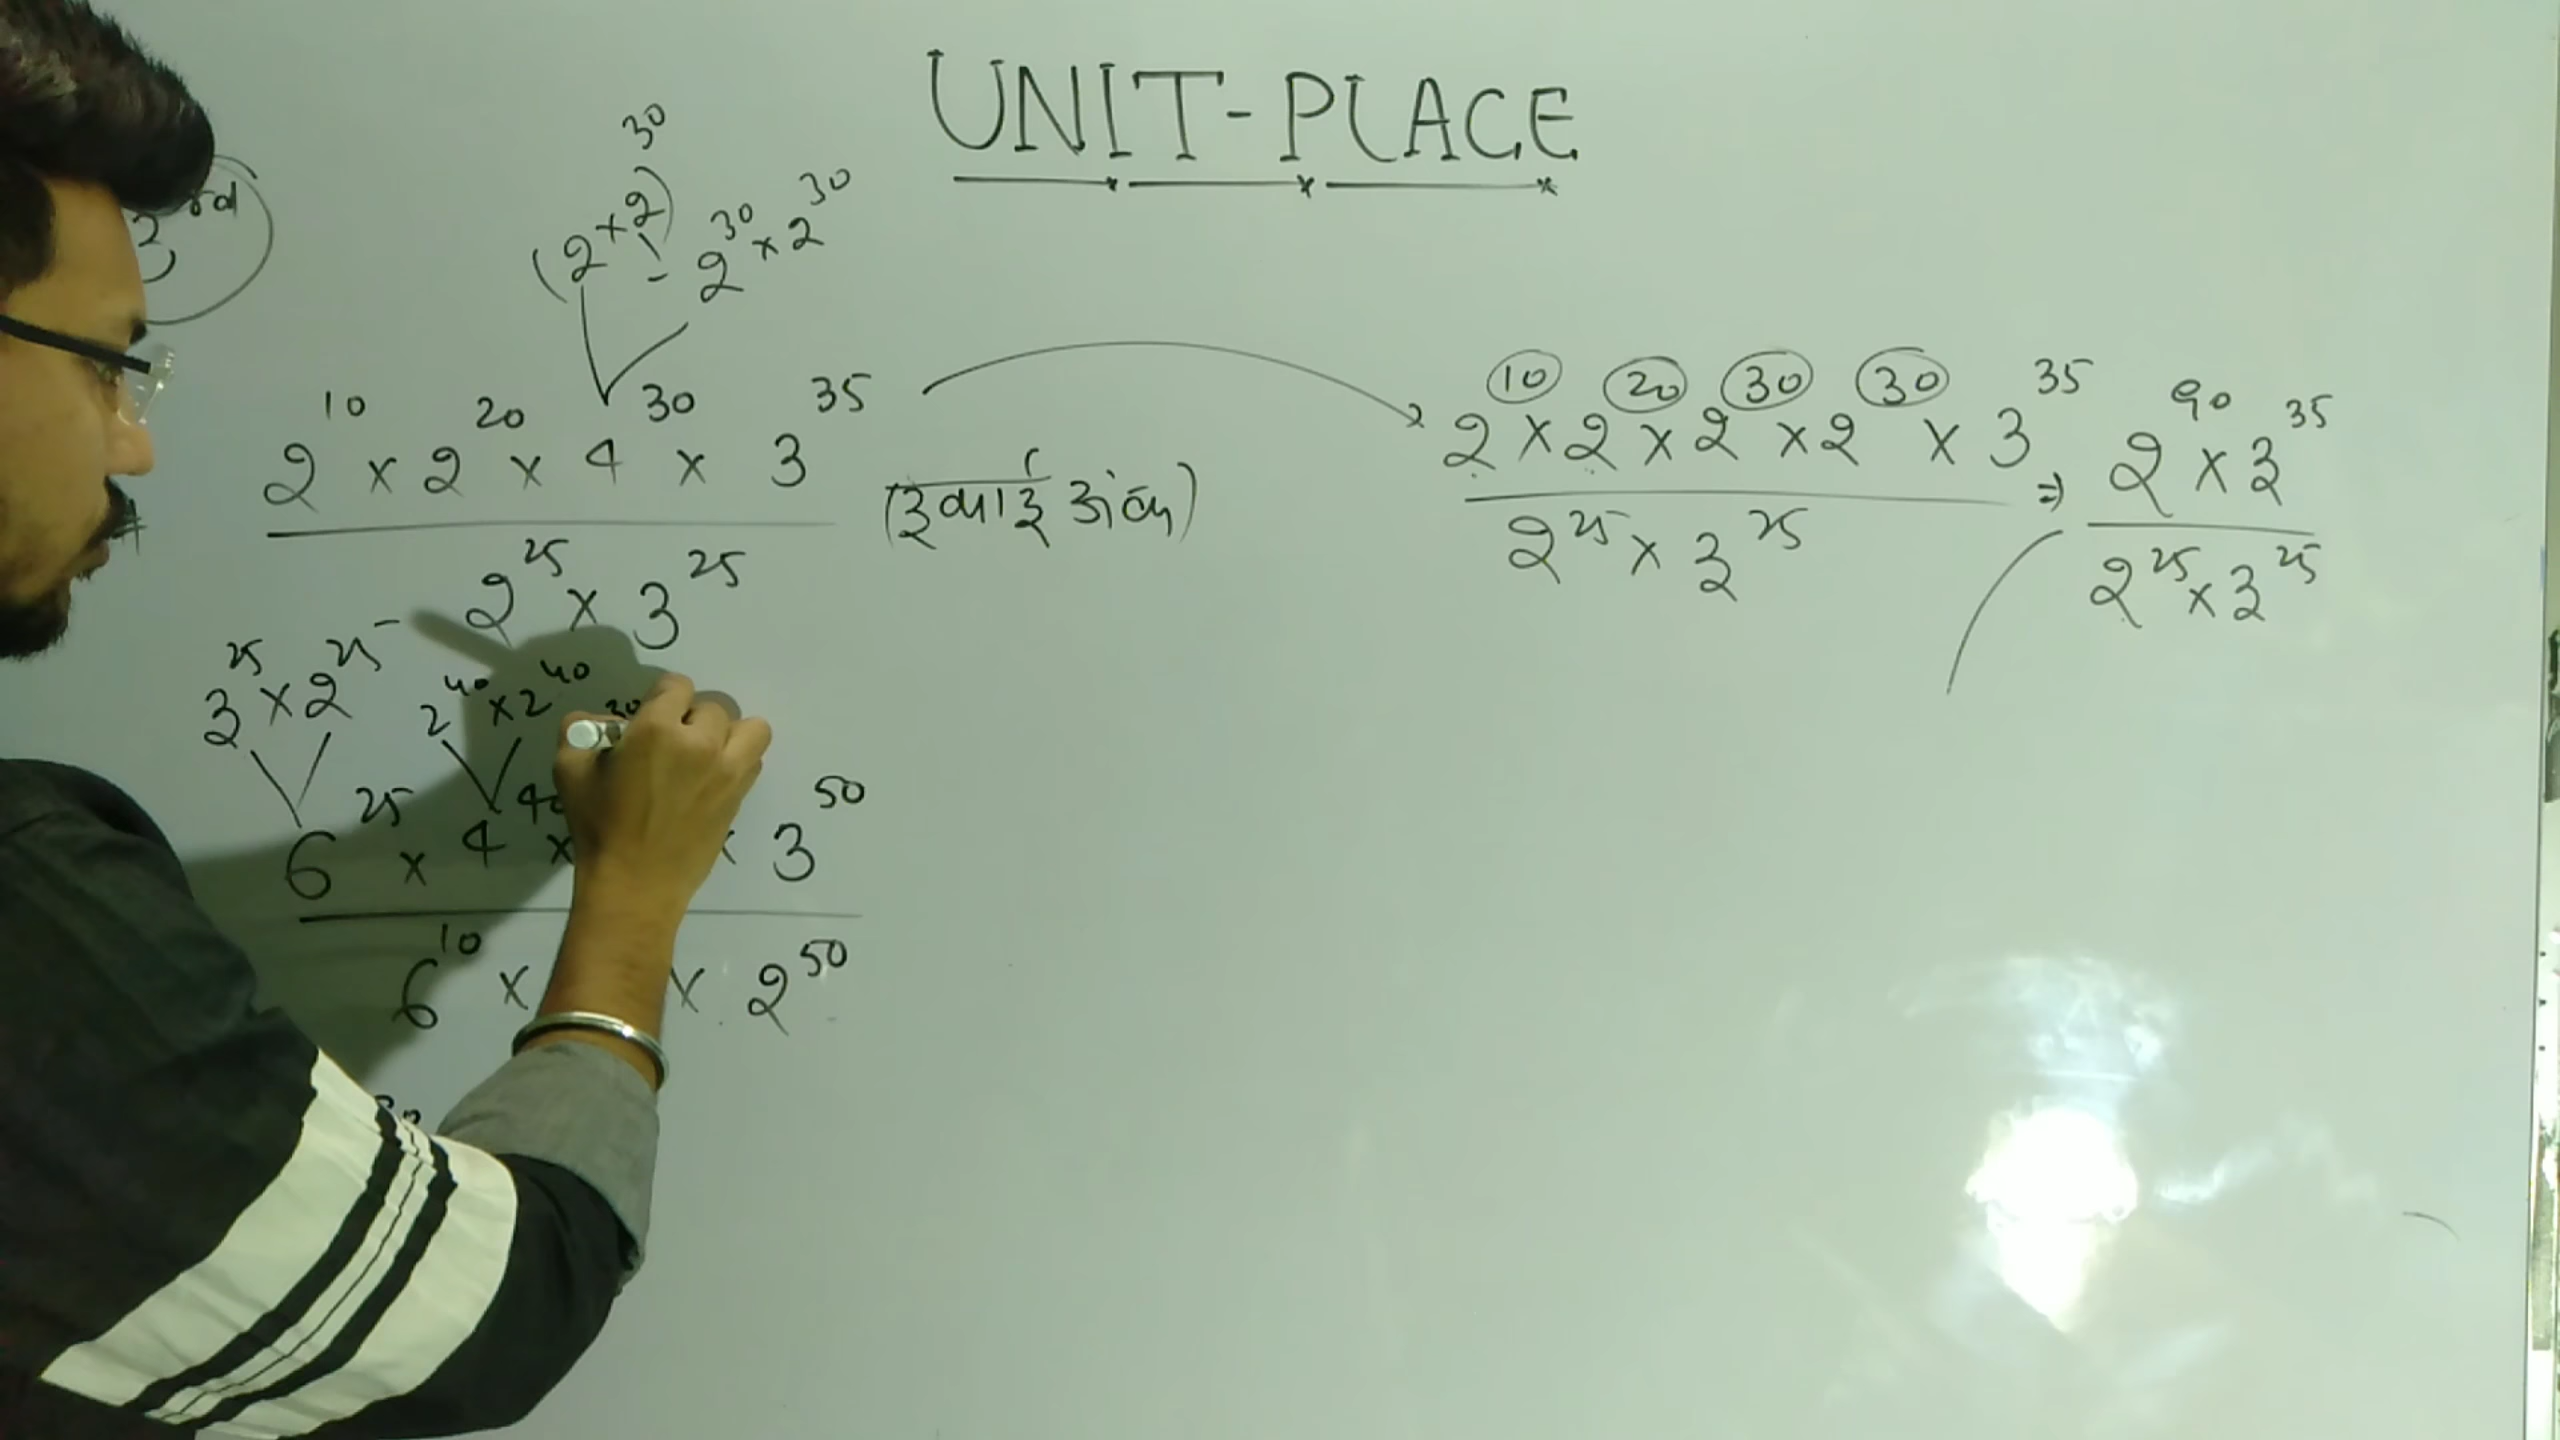 UNIT-PLACE
3rd
(2×2)^30 = 2^30 × 2^30
2^10 × 2^20 × 4^30 × 3^35
2^25 × 3^25
(इकाई अंक)
2^10 × 2^20 × 2^30 × 2^30 × 3^35
2^25 × 3^25
⇒ 2^90 × 3^35
2^25 × 3^25
3^25 × 2^25 2^40 × 2^40 30
6^25 × 4^40 × × 3^50
6^10 × × 2^50